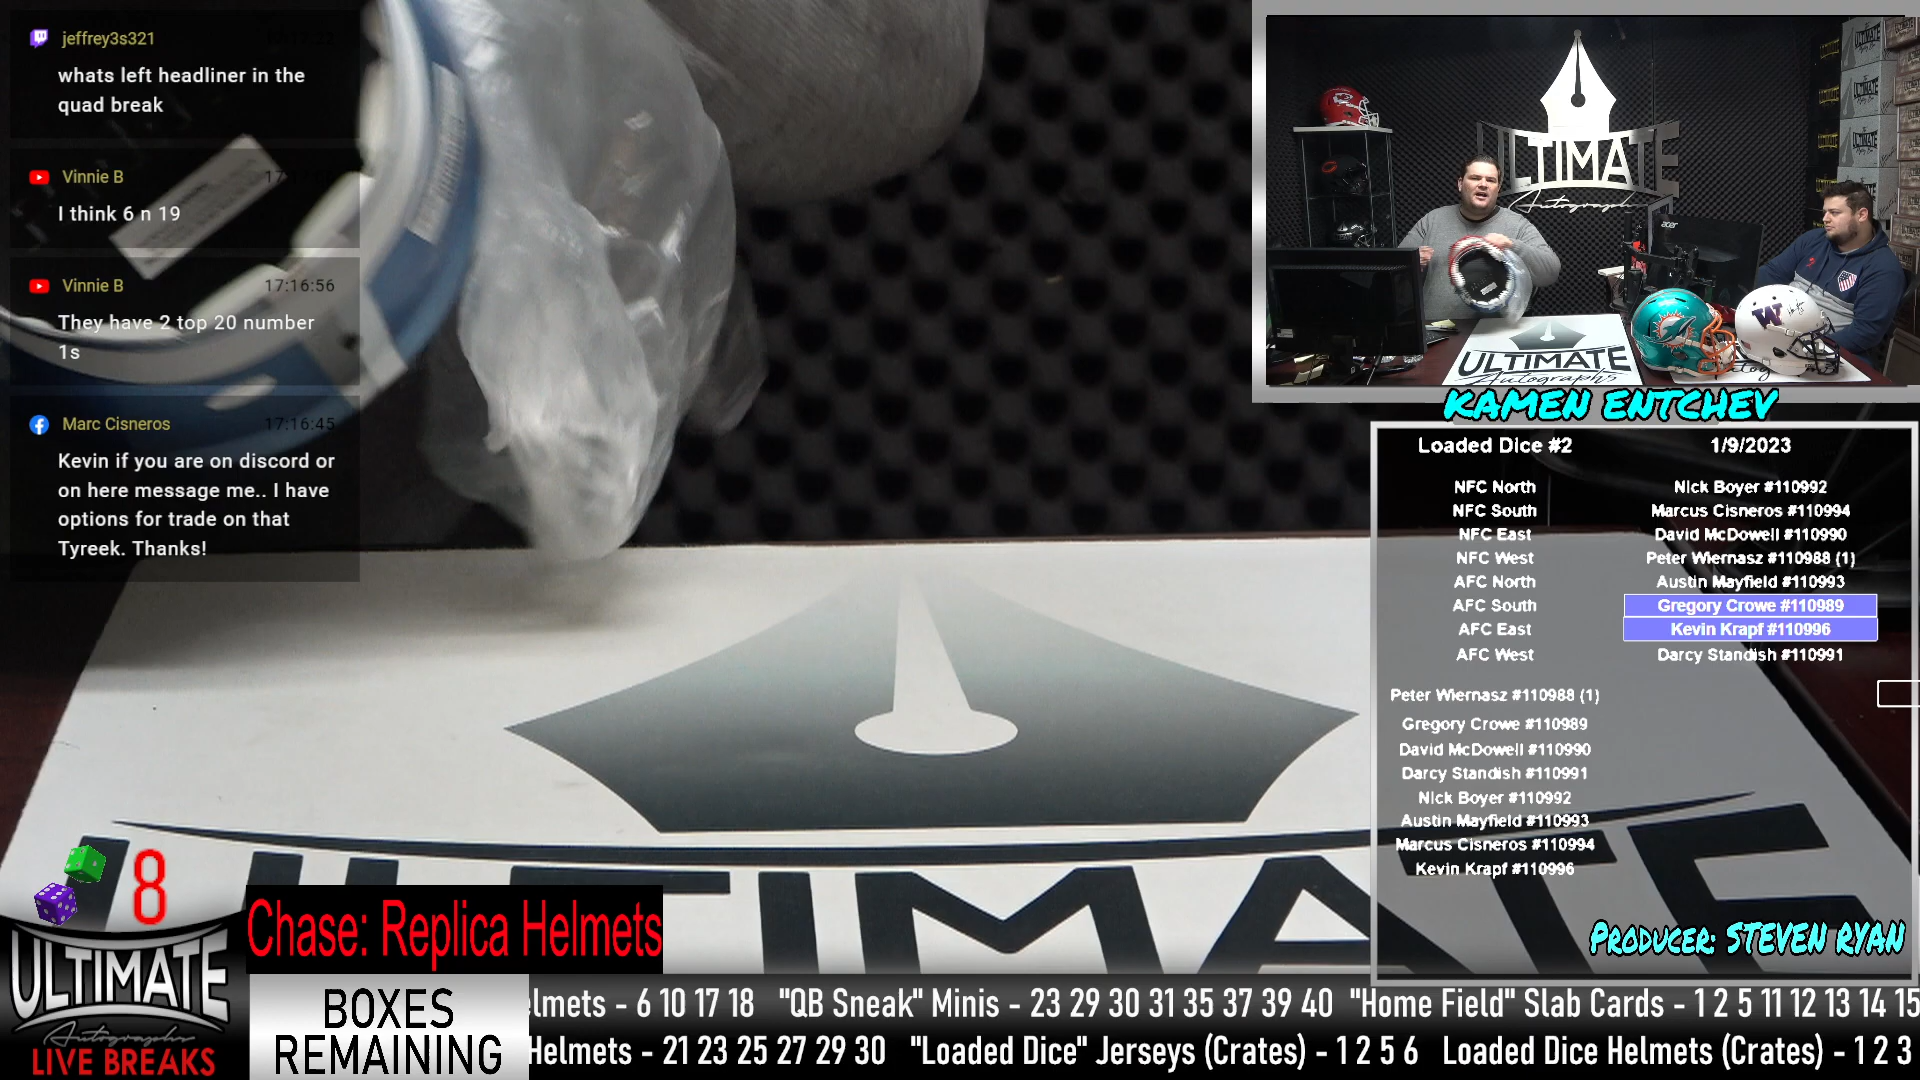 jeffrey3s321
whats left headliner in the
quad break
Vinnie B
I think 6 n 19
Vinnie B 17:16:56
They have 2 top 20 number
1s
Marc Cisneros 17:16:45
Kevin if you are on discord or
on here message me.. I have
options for trade on that
Tyreek. Thanks!
ULTIMATE
Autographs
acer
W
ULTIMATE
Autographs
KAMEN ENTCHEV
Loaded Dice #2 1/9/2023
NFC North Nick Boyer #110992
NFC South Marcus Cisneros #110994
NFC East David McDowell #110990
NFC West Peter Wiernasz #110988 (1)
AFC North Austin Mayfield #110993
AFC South Gregory Crowe #110989
AFC East Kevin Krapf #110996
AFC West Darcy Standish #110991
Peter Wiernasz #110988 (1)
Gregory Crowe #110989
David McDowell #110990
Darcy Standish #110991
Nick Boyer #110992
Austin Mayfield #110993
Marcus Cisneros #110994
Kevin Krapf #110996
Producer: STEVEN RYAN
ULTIMATE
8
ULTIMATE
Autographs
LIVE BREAKS
Chase: Replica Helmets
BOXES
REMAINING
elmets - 6 10 17 18 "QB Sneak" Minis - 23 29 30 31 35 37 39 40 "Home Field" Slab Cards - 1 2 5 11 12 13 14 15
Helmets - 21 23 25 27 29 30 "Loaded Dice" Jerseys (Crates) - 1 2 5 6 Loaded Dice Helmets (Crates) - 1 2 3